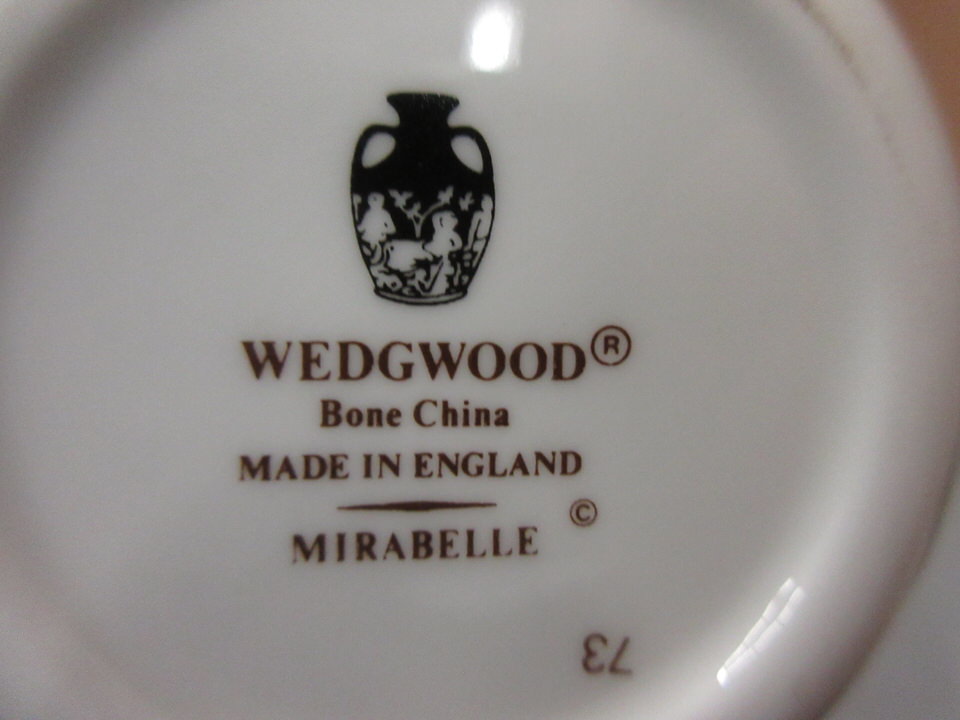 WEDGWOOD®
Bone China
MADE IN ENGLAND
©
MIRABELLE
73